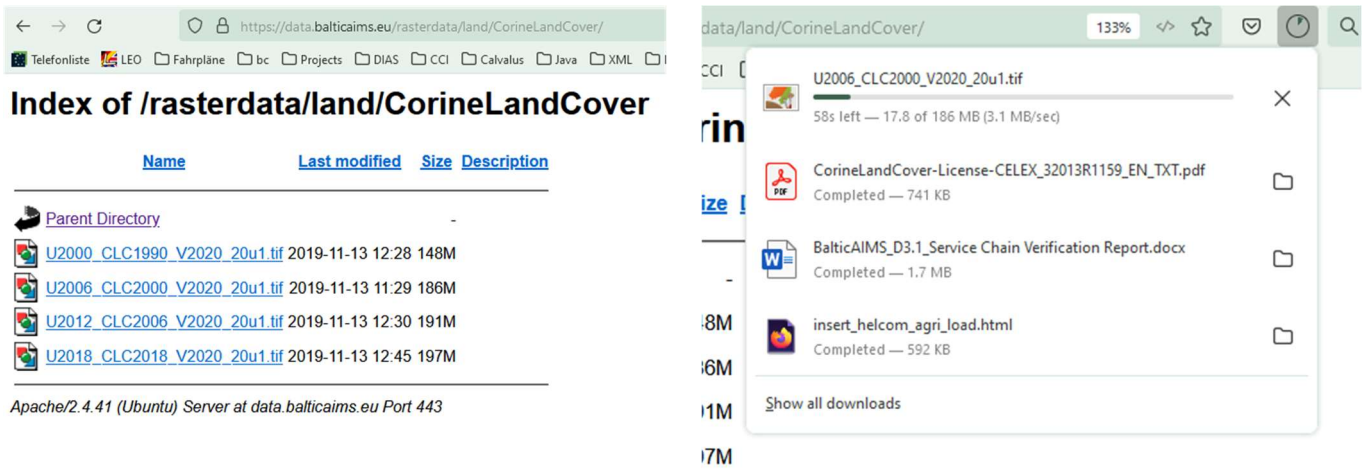 https://data.balticaims.eu/rasterdata/land/CorineLandCover/
Telefonliste LEO Fahrpläne bc Projects DIAS CCI Calvalus Java XML
Index of /rasterdata/land/CorineLandCover
Name Last modified Size Description
Parent Directory -
U2000_CLC1990_V2020_20u1.tif 2019-11-13 12:28 148M
U2006_CLC2000_V2020_20u1.tif 2019-11-13 11:29 186M
U2012_CLC2006_V2020_20u1.tif 2019-11-13 12:30 191M
U2018_CLC2018_V2020_20u1.tif 2019-11-13 12:45 197M
Apache/2.4.41 (Ubuntu) Server at data.balticaims.eu Port 443
data/land/CorineLandCover/ 133%
CCI
rin
ize
-
8M
6M
1M
7M
U2006_CLC2000_V2020_20u1.tif
58s left — 17.8 of 186 MB (3.1 MB/sec)
PDF
CorineLandCover-License-CELEX_32013R1159_EN_TXT.pdf
Completed — 741 KB
W
BalticAIMS_D3.1_Service Chain Verification Report.docx
Completed — 1.7 MB
insert_helcom_agri_load.html
Completed — 592 KB
Show all downloads